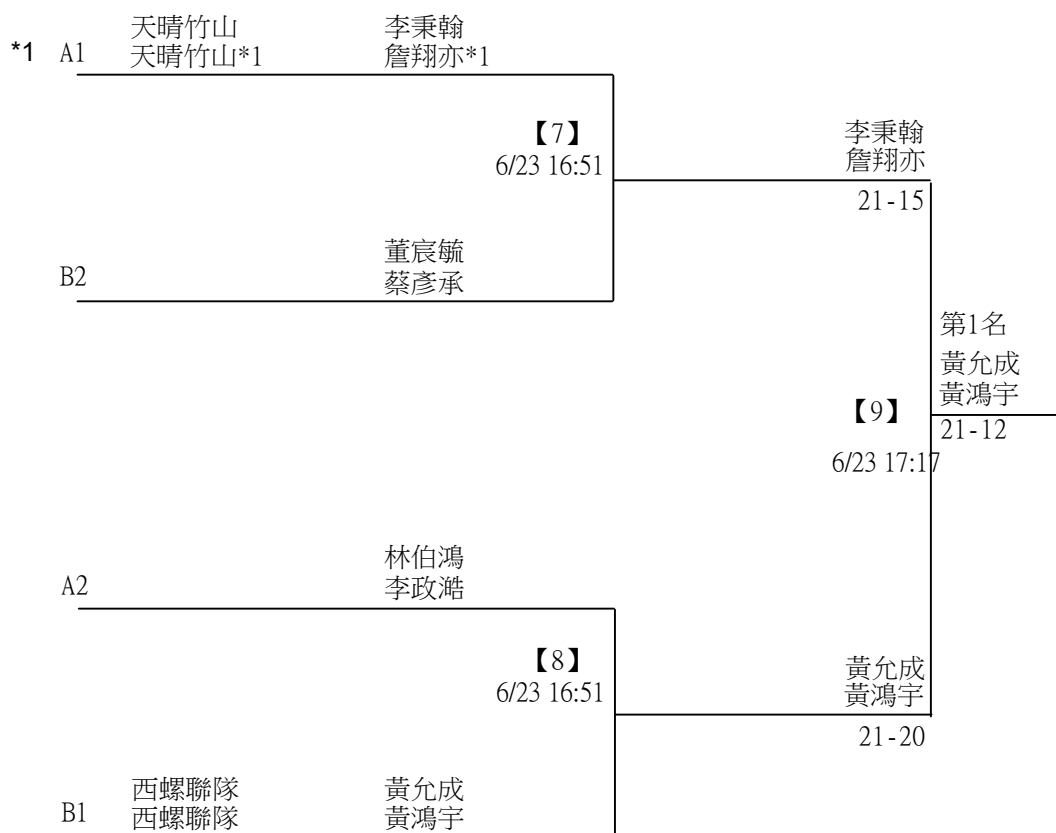 天晴竹山 李秉翰
*1 A1 天晴竹山*1 詹翔亦*1
【7】
6/23 16:51
李秉翰
詹翔亦
21-15
董宸毓
B2 蔡彥承
第1名
黃允成
黃鴻宇
【9】
21-12
6/23 17:17
林伯鴻
A2 李政澔
【8】
6/23 16:51
黃允成
黃鴻宇
21-20
西螺聯隊 黃允成
B1 西螺聯隊 黃鴻宇